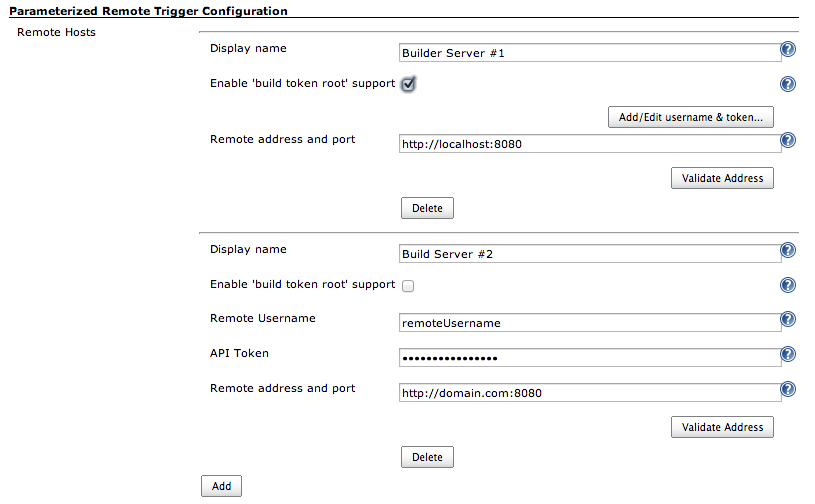 Parameterized Remote Trigger Configuration
Remote Hosts
Display name
Builder Server #1
Enable 'build token root' support
Add/Edit username & token...
Remote address and port
http://localhost:8080
Validate Address
Delete
Display name
Build Server #2
Enable 'build token root' support
Remote Username
remoteUsername
API Token
••••••••••••••••
Remote address and port
http://domain.com:8080
Validate Address
Delete
Add